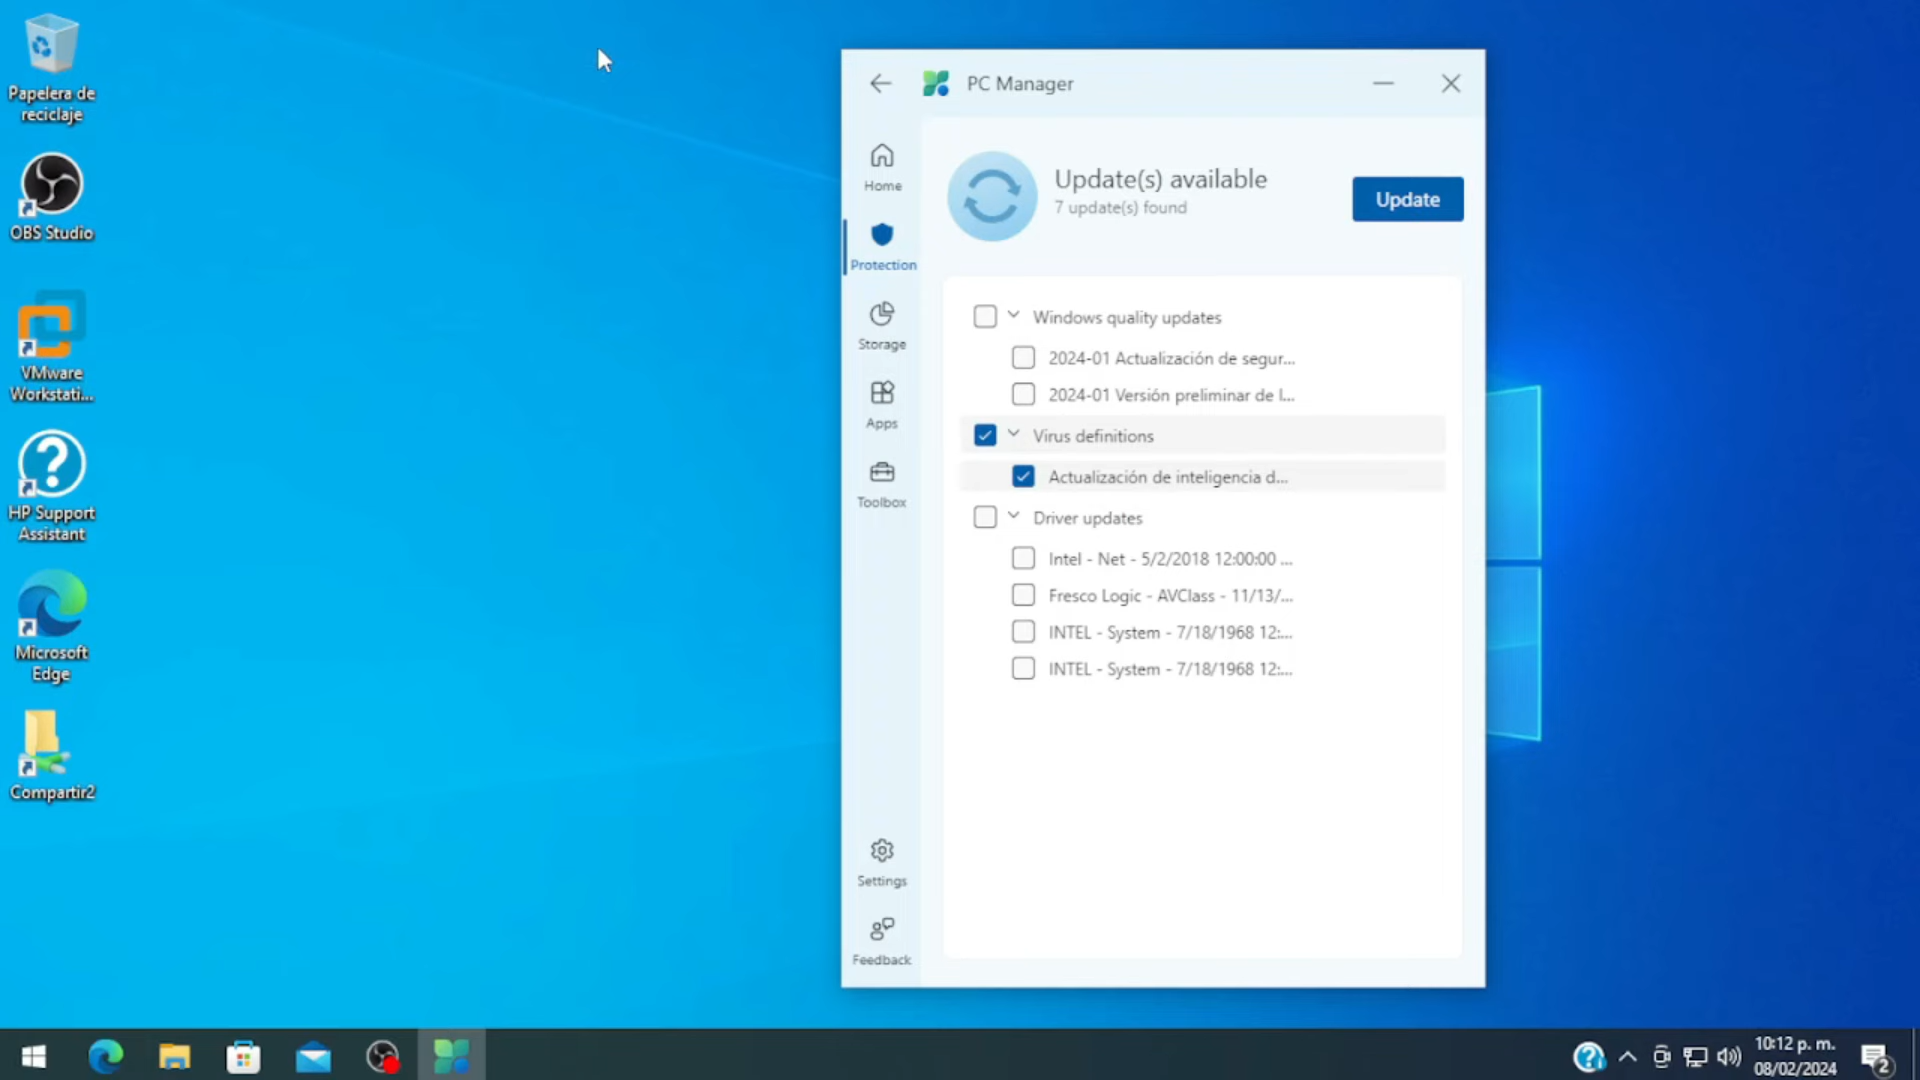 Papelera de
reciclaje
OBS Studio
VMware
Workstati...
HP Support
Assistant
Microsoft
Edge
Compartir2
PC Manager
Home
Protection
Storage
Apps
Toolbox
Settings
Feedback
Update(s) available
7 update(s) found
Update
Windows quality updates
2024-01 Actualización de segur...
2024-01 Versión preliminar de l...
Virus definitions
Actualización de inteligencia d...
Driver updates
Intel - Net - 5/2/2018 12:00:00 ...
Fresco Logic - AVClass - 11/13/...
INTEL - System - 7/18/1968 12:...
INTEL - System - 7/18/1968 12:...
10:12 p. m.
08/02/2024
2